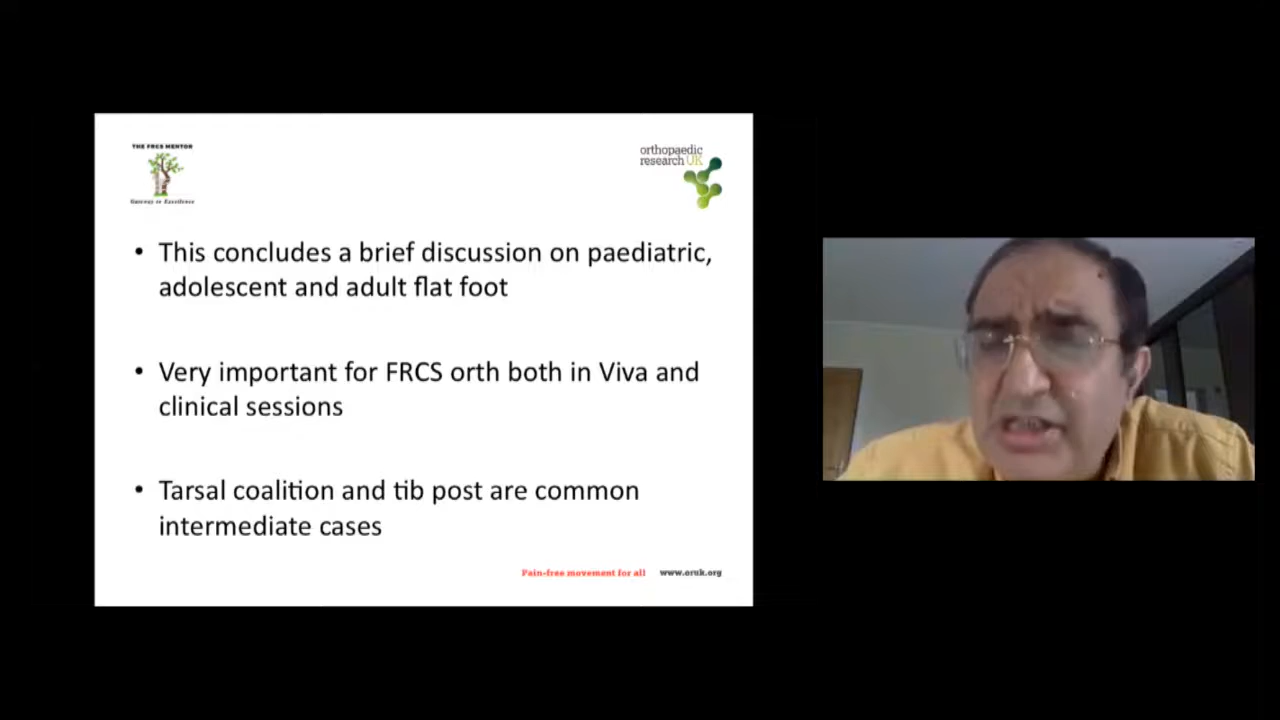 THE FRCS MENTOR
Gateway to Excellence
orthopaedic
research UK
• This concludes a brief discussion on paediatric,
adolescent and adult flat foot
• Very important for FRCS orth both in Viva and
clinical sessions
• Tarsal coalition and tib post are common
intermediate cases
Pain-free movement for all www.oruk.org